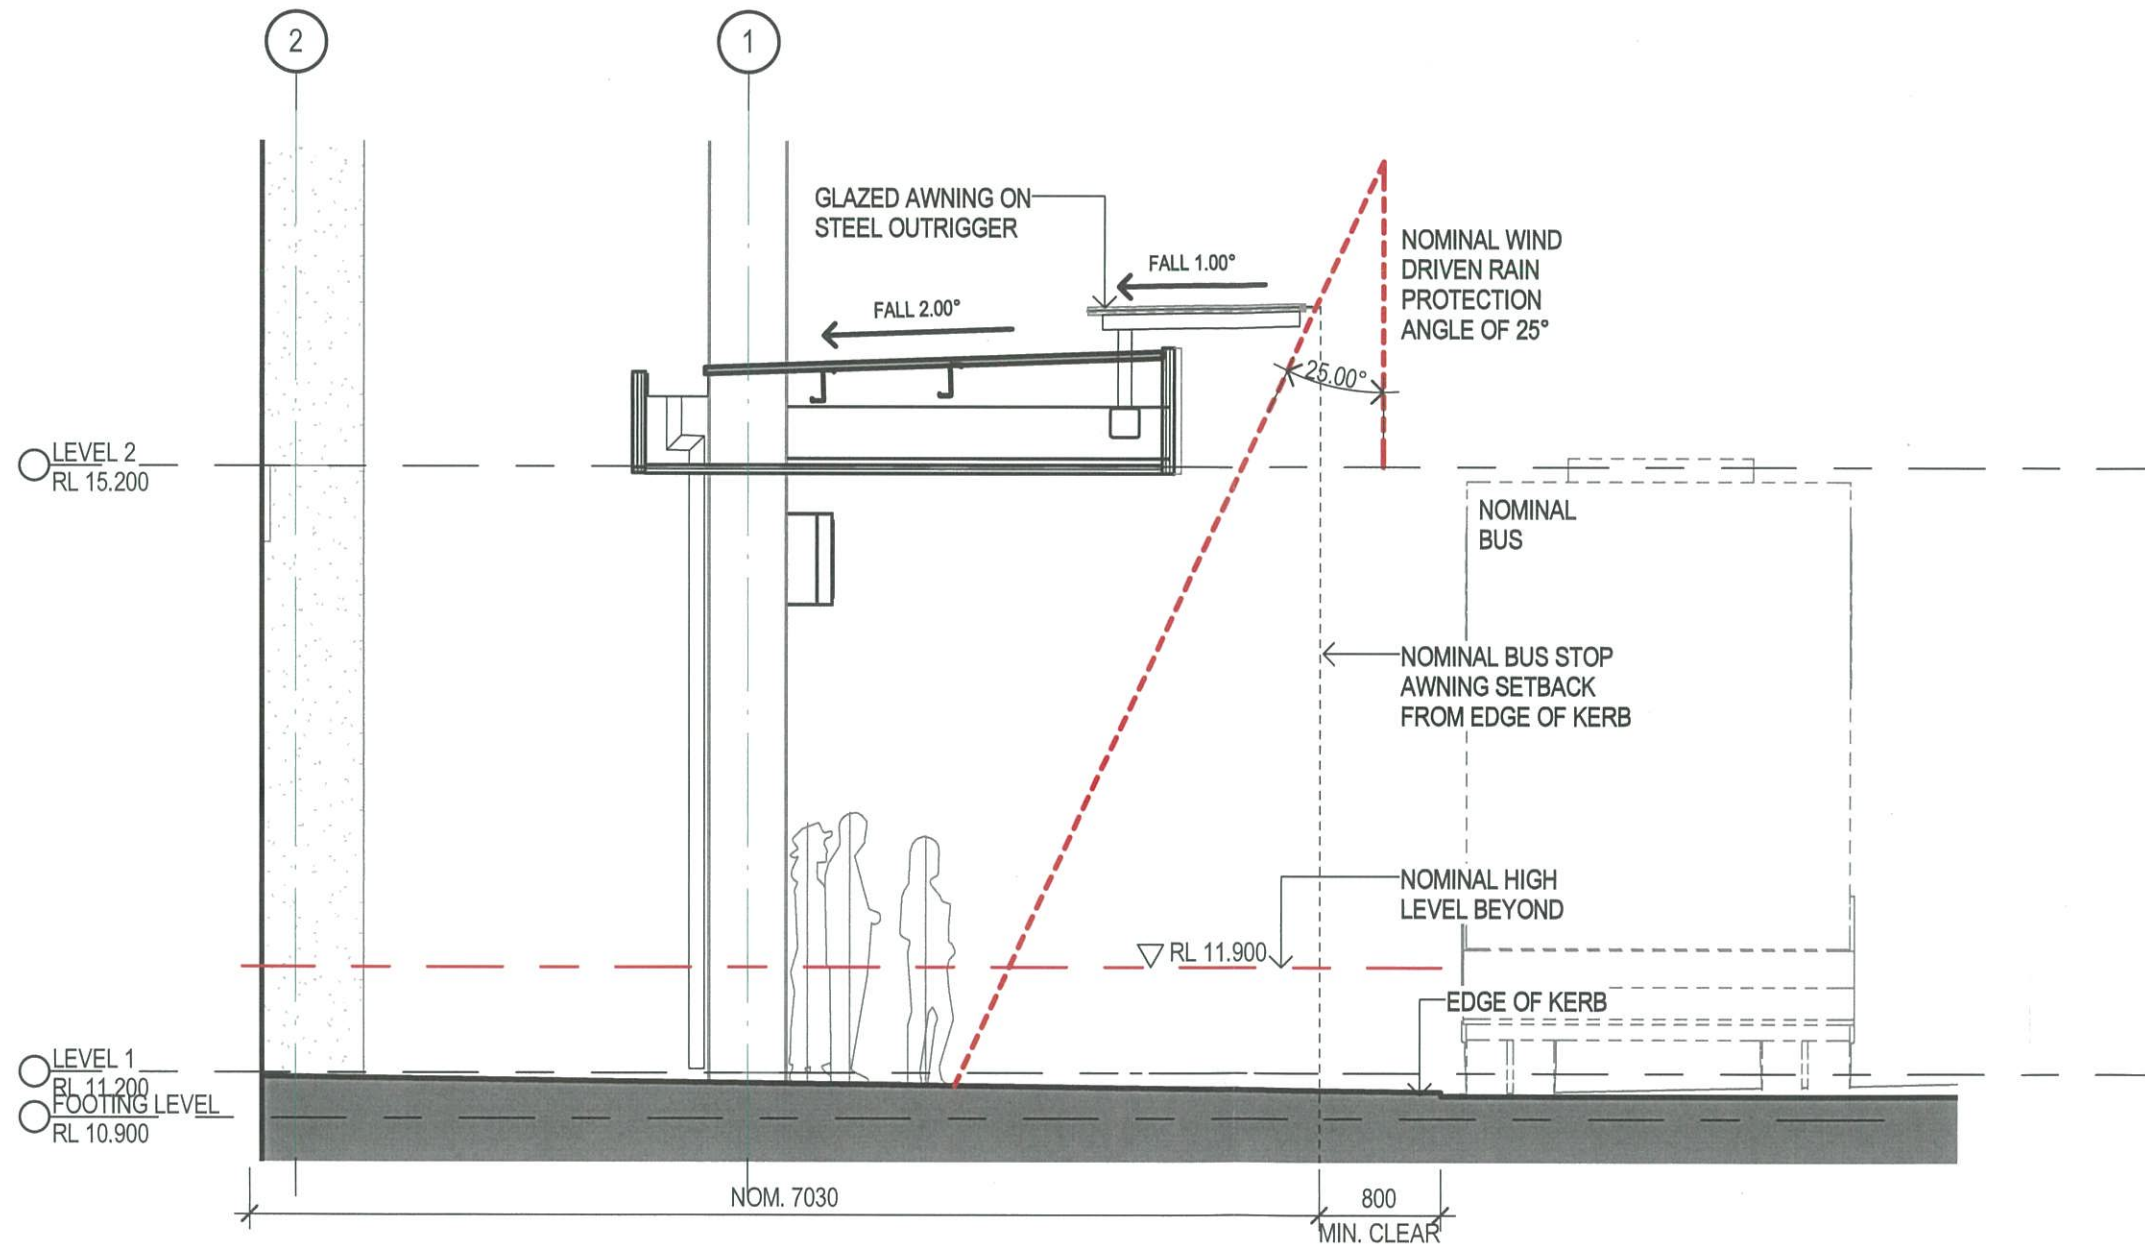 2
1
GLAZED AWNING ON
STEEL OUTRIGGER
FALL 1.00°
FALL 2.00°
NOMINAL WIND
DRIVEN RAIN
PROTECTION
ANGLE OF 25°
25.00°
LEVEL 2
RL 15.200
NOMINAL
BUS
NOMINAL BUS STOP
AWNING SETBACK
FROM EDGE OF KERB
NOMINAL HIGH
LEVEL BEYOND
RL 11.900
EDGE OF KERB
LEVEL 1
RL 11.200
FOOTING LEVEL
RL 10.900
NOM. 7030
800
MIN. CLEAR